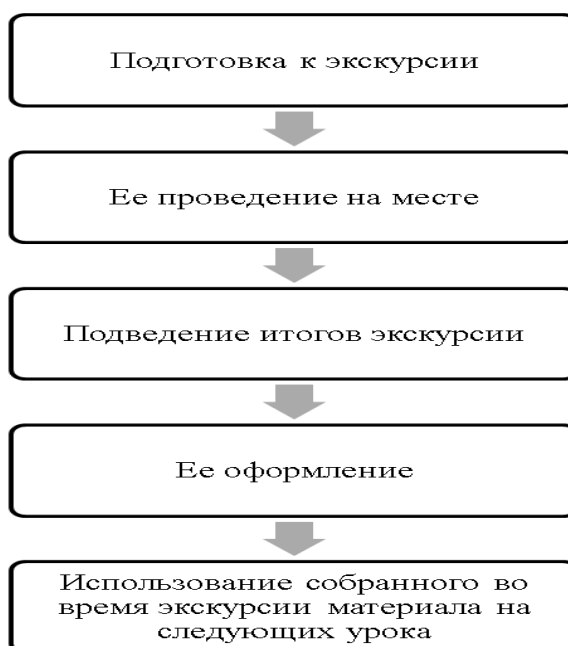 Подготовка к экскурсии
Ее проведение на месте
Подведение итогов экскурсии
Ее оформление
Использование собранного во
время экскурсии материала на
следующих урока